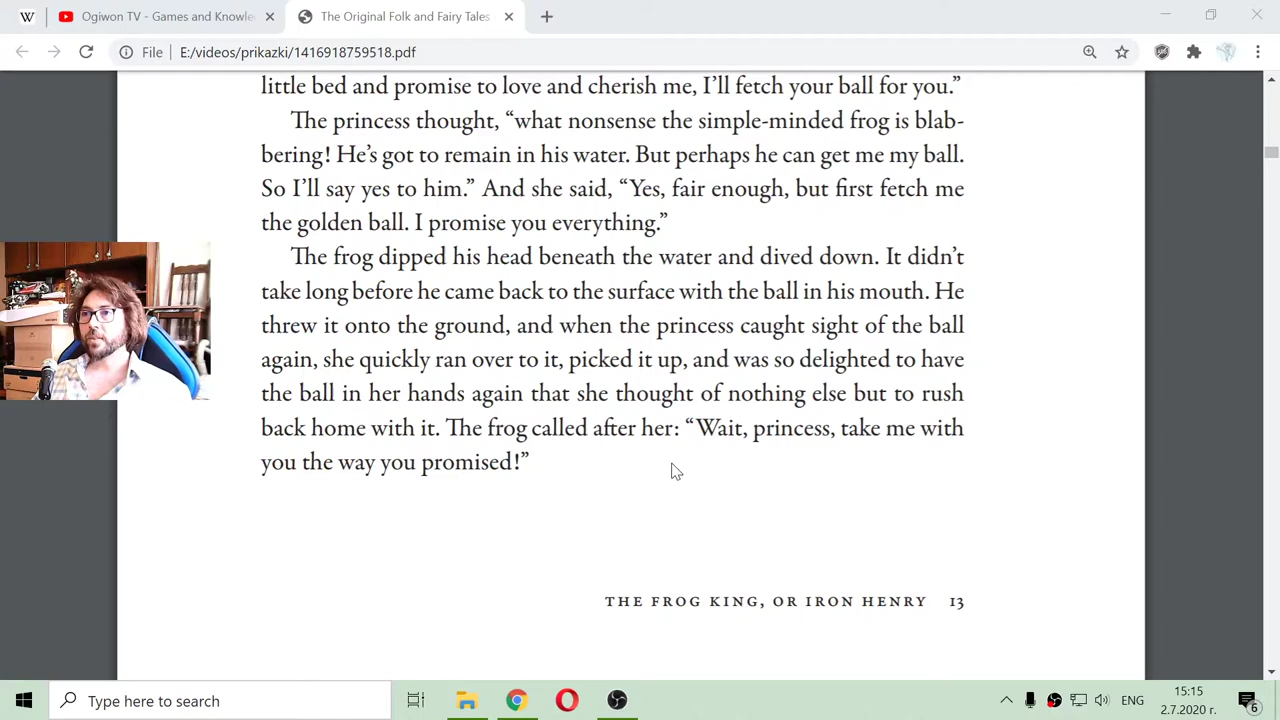 Ogiwon TV - Games and Knowle
The Original Folk and Fairy Tales
File E:/videos/prikazki/1416918759518.pdf
little bed and promise to love and cherish me, I’ll fetch your ball for you.”
The princess thought, “what nonsense the simple-minded frog is blab-
bering! He’s got to remain in his water. But perhaps he can get me my ball.
So I’ll say yes to him.” And she said, “Yes, fair enough, but first fetch me
the golden ball. I promise you everything.”
The frog dipped his head beneath the water and dived down. It didn’t
take long before he came back to the surface with the ball in his mouth. He
threw it onto the ground, and when the princess caught sight of the ball
again, she quickly ran over to it, picked it up, and was so delighted to have
the ball in her hands again that she thought of nothing else but to rush
back home with it. The frog called after her: “Wait, princess, take me with
you the way you promised!”
THE FROG KING, OR IRON HENRY 13
Type here to search
ЕНГ
15:15
2.7.2020 г.
6